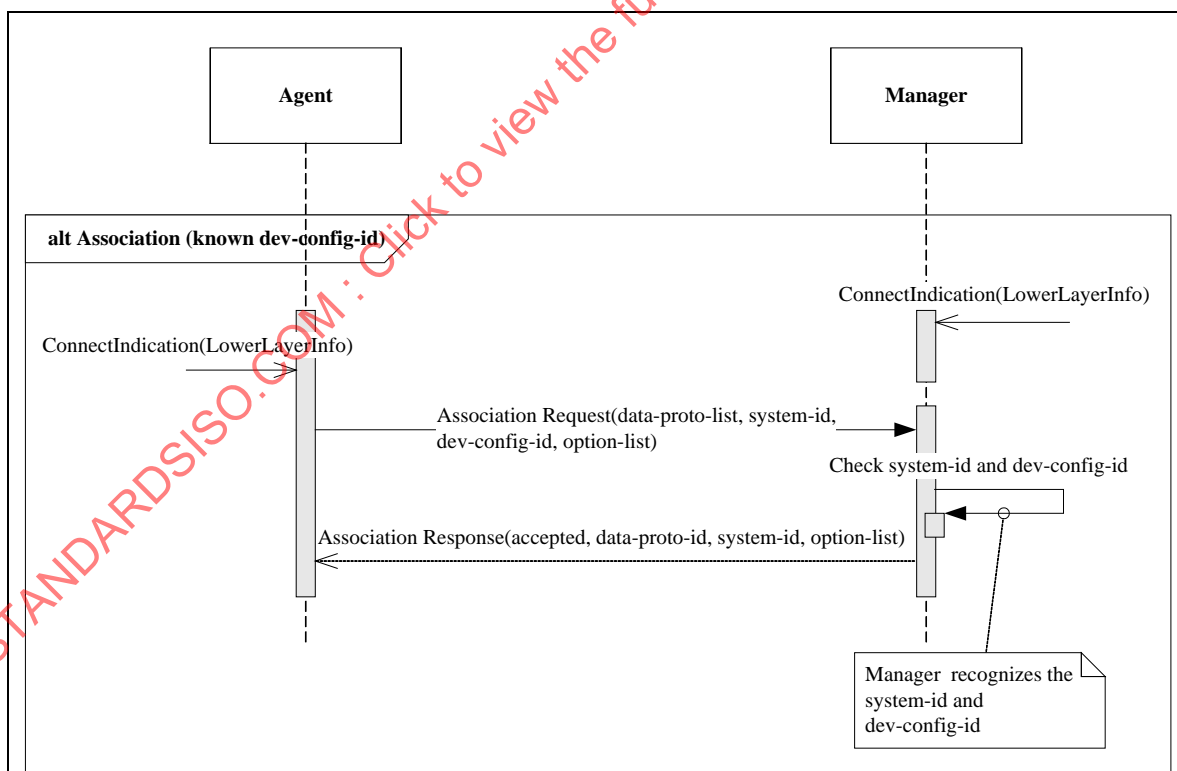 Agent
Manager
alt Association (known dev-config-id)
ConnectIndication(LowerLayerInfo)
ConnectIndication(LowerLayerInfo)
Association Request(data-proto-list, system-id,
dev-config-id, option-list)
Check system-id and dev-config-id
Association Response(accepted, data-proto-id, system-id, option-list)
Manager recognizes the
system-id and
dev-config-id
STANDARDSISO.COM : Click to view the